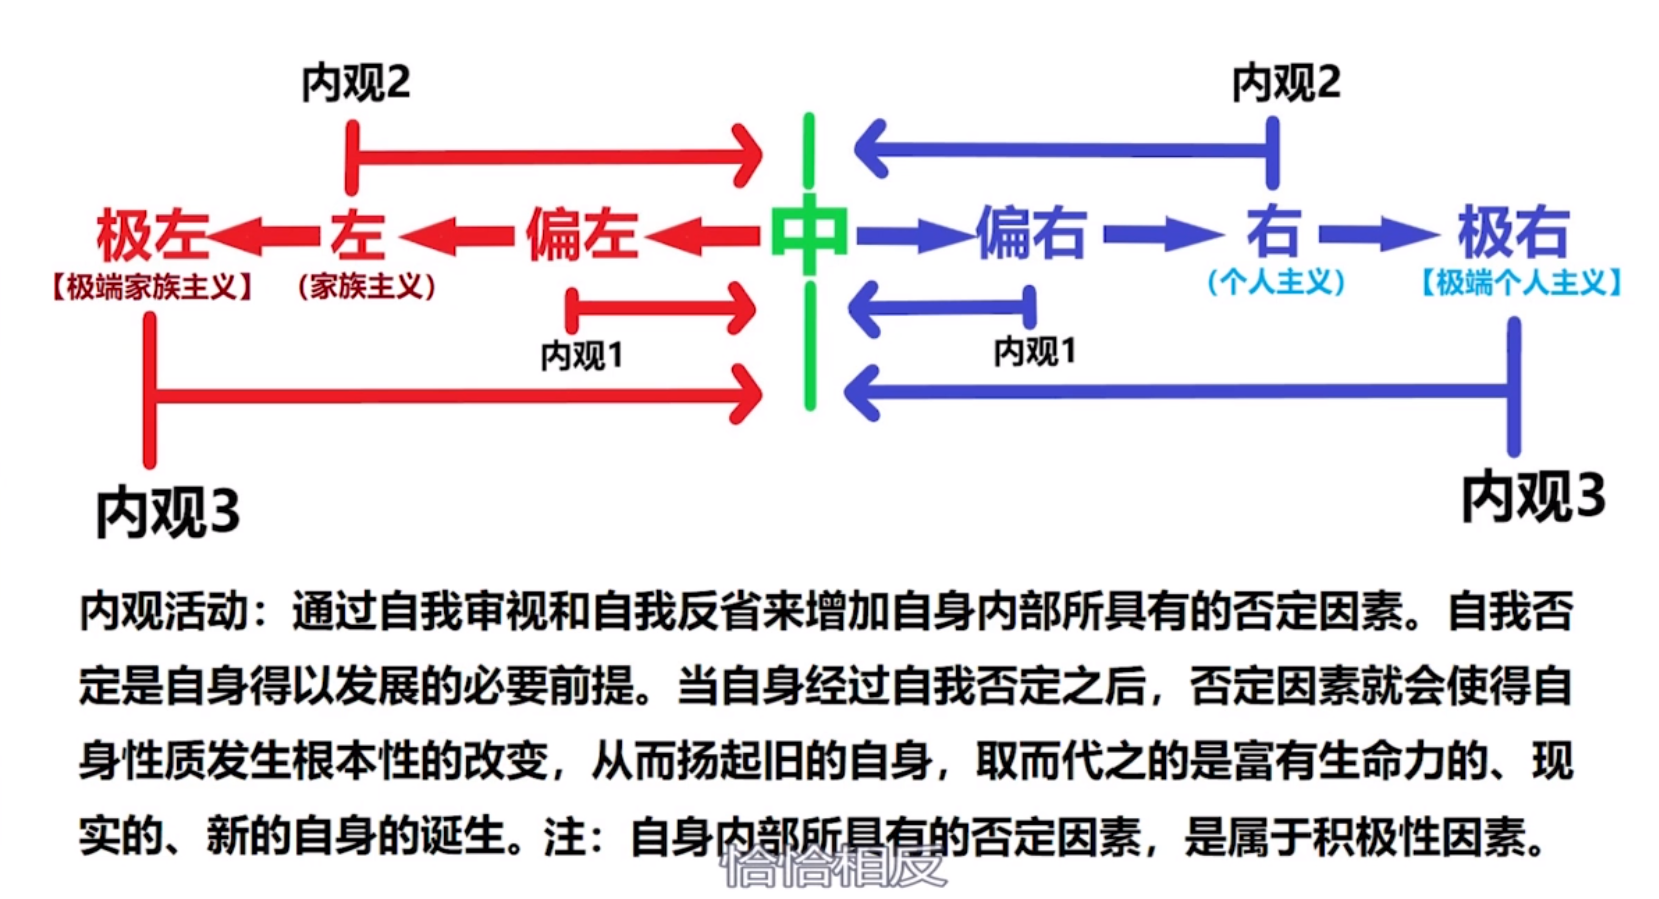 内观2
内观2
极左 左 偏左 中 偏右 右 极右
【极端家族主义】 (家族主义) (个人主义) 【极端个人主义】
内观1
内观1
内观3
内观3
内观活动：通过自我审视和自我反省来增加自身内部所具有的否定因素。自我否
定是自身得以发展的必要前提。当自身经过自我否定之后，否定因素就会使得自
身性质发生根本性的改变，从而扬起旧的自身，取而代之的是富有生命力的、现
实的、新的自身的诞生。注：自身内部所具有的否定因素，是属于积极性因素。
恰恰相反